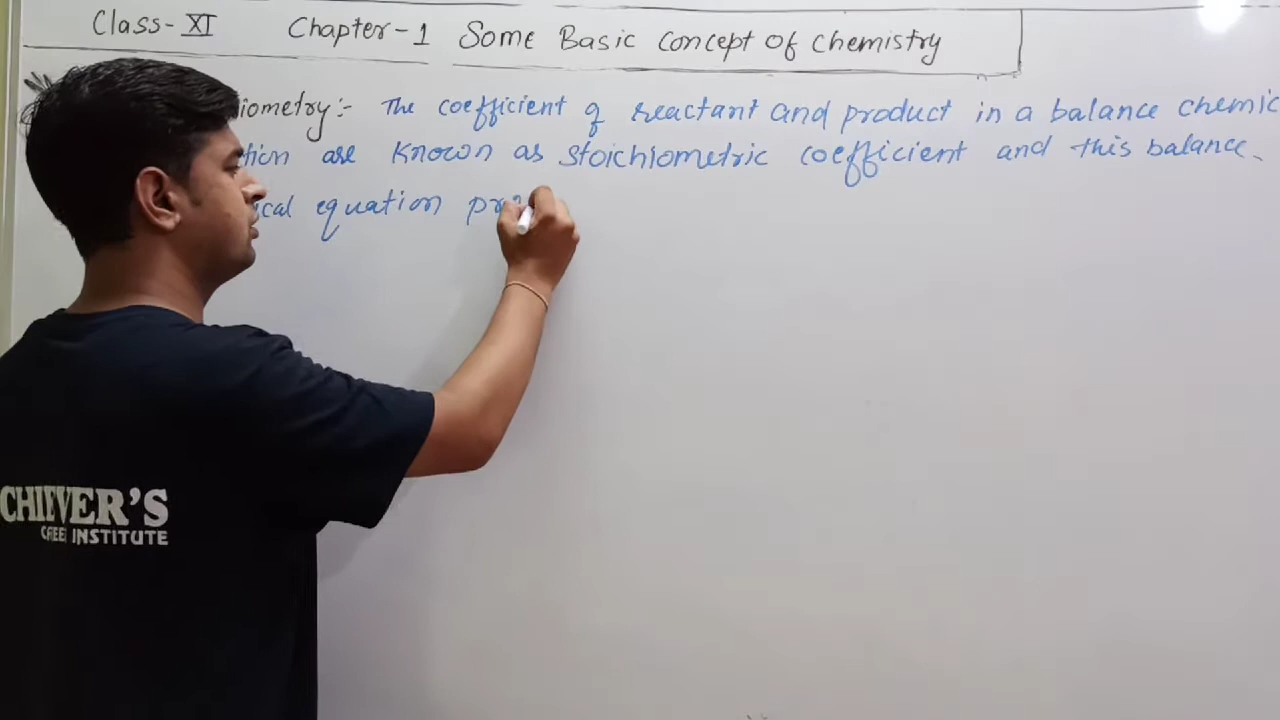 Class-XI Chapter-1 Some Basic Concept of Chemistry
iometry:- The coefficient of reactant and product in a balance chemic
tion are known as stoichiometric coefficient and this balance
ical equation pr
CHIEVER'S
INSTITUTE